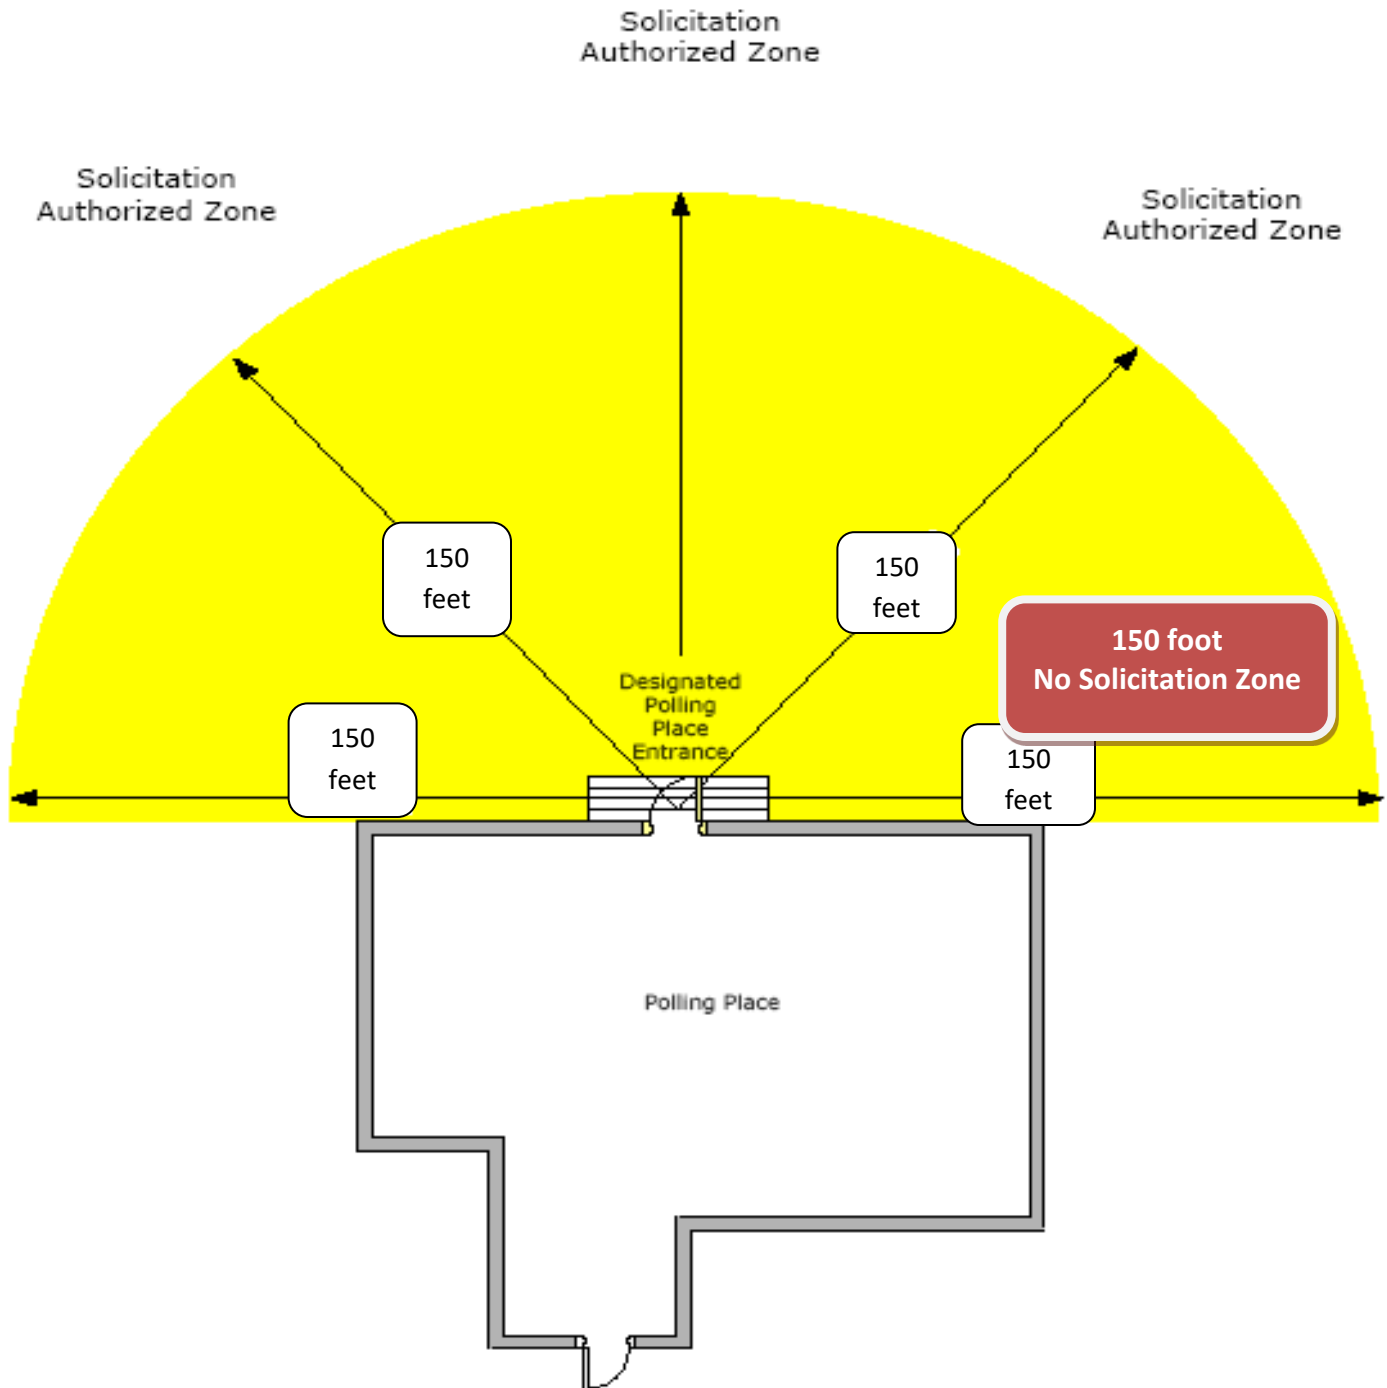 Solicitation
Authorized Zone
Solicitation
Authorized Zone
Solicitation
Authorized Zone
150
feet
150
feet
150 foot
No Solicitation Zone
Designated
Polling
Place
Entrance
150
feet
150
feet
Polling Place